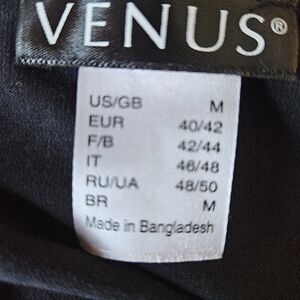 VENUS®
US/GB M
EUR 40/42
F/B 42/44
IT 46/48
RU/UA 48/50
BR M
Made in Bangladesh